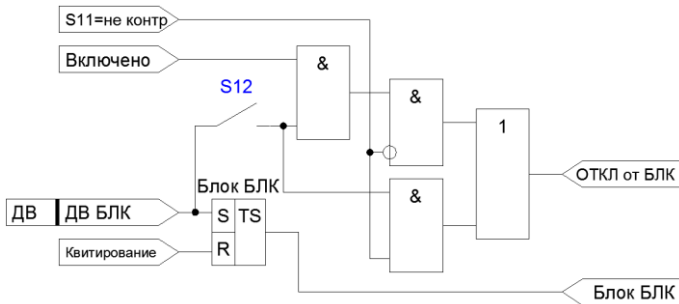 S11=не контр
Включено
&
S12
&
1
ОТКЛ от БЛК
Блок БЛК
&
ДВ ДВ БЛК
S TS
Квитирование
R
Блок БЛК